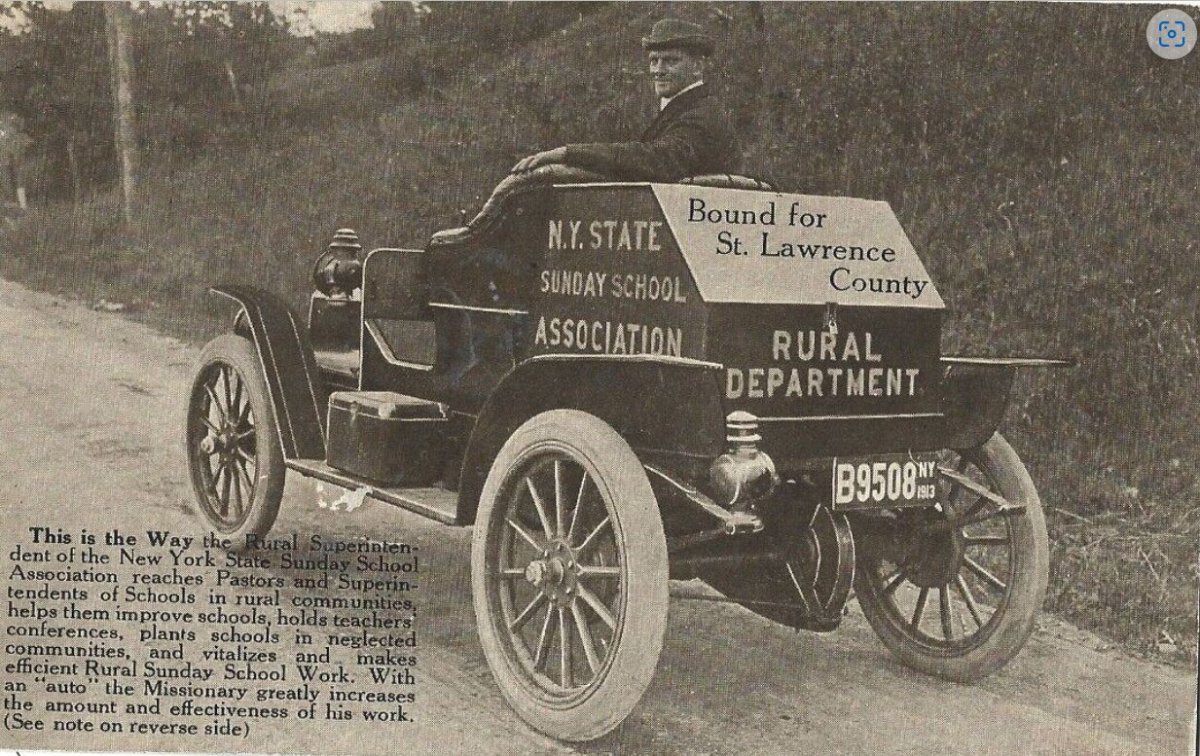 N.Y. STATE
SUNDAY SCHOOL
ASSOCIATION
Bound for
St. Lawrence
County
RURAL
DEPARTMENT
B9508 NY 1913
This is the Way the Rural Superinten-
dent of the New York State Sunday School
Association reaches Pastors and Superin-
tendents of Schools in rural communities,
helps them improve schools, holds teachers'
conferences, plants schools in neglected
communities, and vitalizes and makes
efficient Rural Sunday School Work. With
an "auto" the Missionary greatly increases
the amount and effectiveness of his work.
(See note on reverse side)